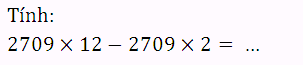 Tính:
2709 × 12 − 2709 × 2 = ...